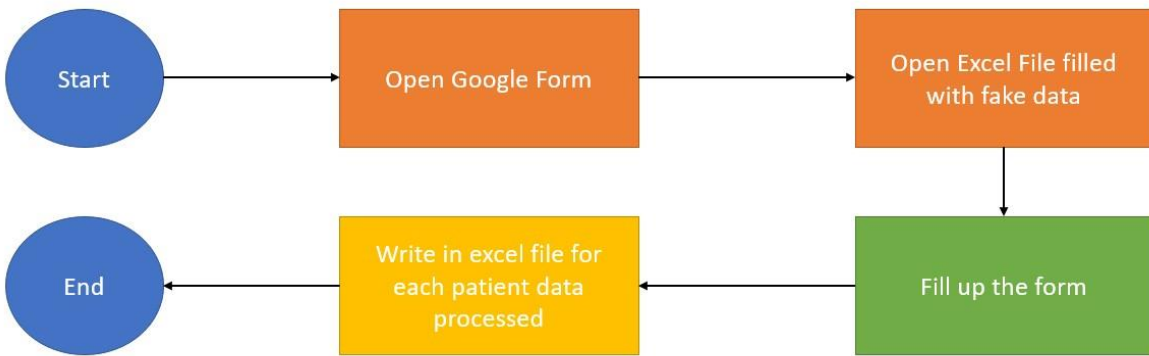 Start
Open Google Form
Open Excel File filled
with fake data
Fill up the form
Write in excel file for
each patient data
processed
End